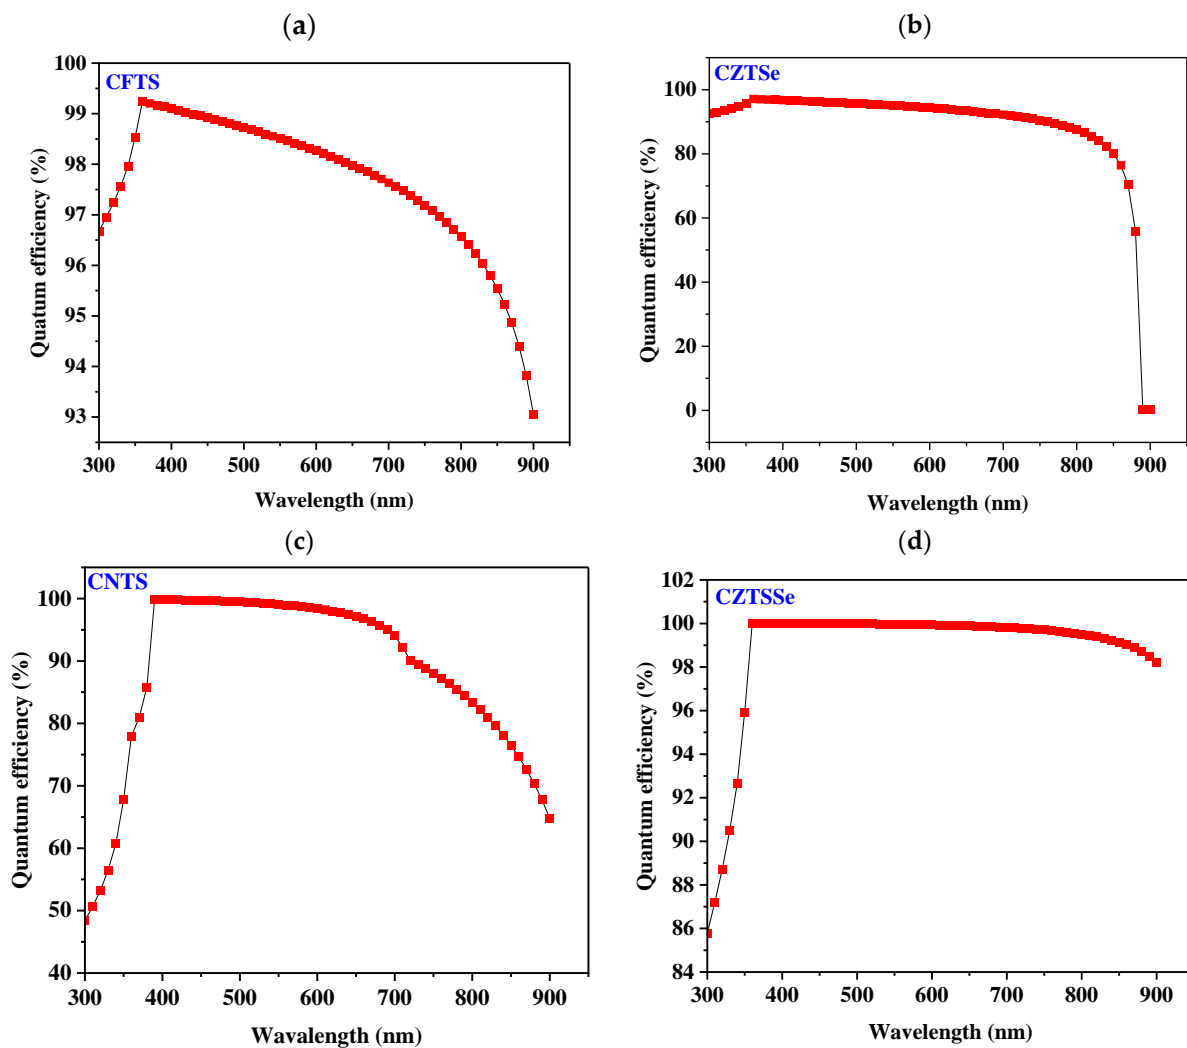 (a)
CFTS
100
99
98
97
96
95
94
93
300 400 500 600 700 800 900
Quatum efficiency (%)
Wavelength (nm)
(b)
CZTSe
100
80
60
40
20
0
300 400 500 600 700 800 900
Quantum efficiency (%)
Wavelength (nm)
(c)
CNTS
100
90
80
70
60
50
40
300 400 500 600 700 800 900
Quantum efficiency (%)
Wavalength (nm)
(d)
CZTSSe
102
100
98
96
94
92
90
88
86
84
300 400 500 600 700 800 900
Quantum efficiency (%)
Wavelength (nm)